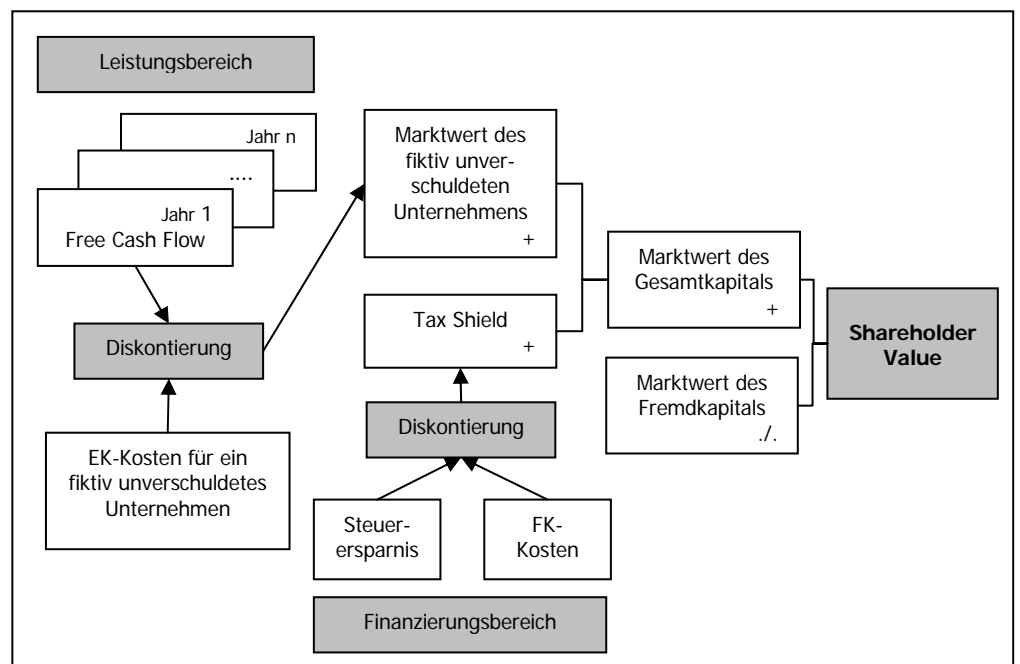 Leistungsbereich
Jahr n
....
Jahr 1
Free Cash Flow
Diskontierung
EK-Kosten für ein
fiktiv unverschuldetes
Unternehmen
Marktwert des
fiktiv unver-
schuldeten
Unternehmens
+
Tax Shield
+
Diskontierung
Steuer-
ersparnis
FK-
Kosten
Finanzierungsbereich
Marktwert des
Gesamtkapitals
+
Marktwert des
Fremdkapitals
./.
Shareholder
Value